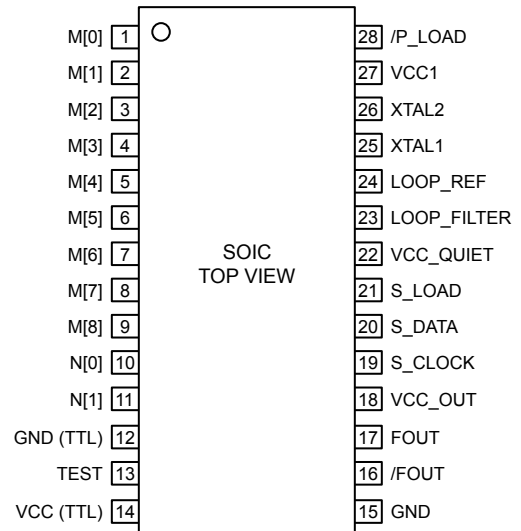 M[0] 1 28 /P_LOAD
M[1] 2 27 VCC1
M[2] 3 26 XTAL2
M[3] 4 25 XTAL1
M[4] 5 24 LOOP_REF
M[5] 6 23 LOOP_FILTER
M[6] 7 SOIC 22 VCC_QUIET
TOP VIEW
M[7] 8 21 S_LOAD
M[8] 9 20 S_DATA
N[0] 10 19 S_CLOCK
N[1] 11 18 VCC_OUT
GND (TTL) 12 17 FOUT
TEST 13 16 /FOUT
VCC (TTL) 14 15 GND